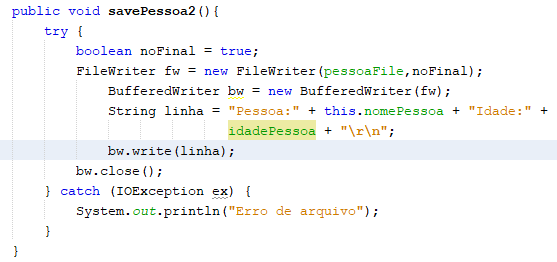 public void savePessoa2(){
try {
boolean noFinal = true;
FileWriter fw = new FileWriter(pessoaFile,noFinal);
BufferedWriter bw = new BufferedWriter(fw);
String linha = "Pessoa:" + this.nomePessoa + "Idade:" +
idadePessoa + "\r\n";
bw.write(linha);
bw.close();
} catch (IOException ex) {
System.out.println("Erro de arquivo");
}
}